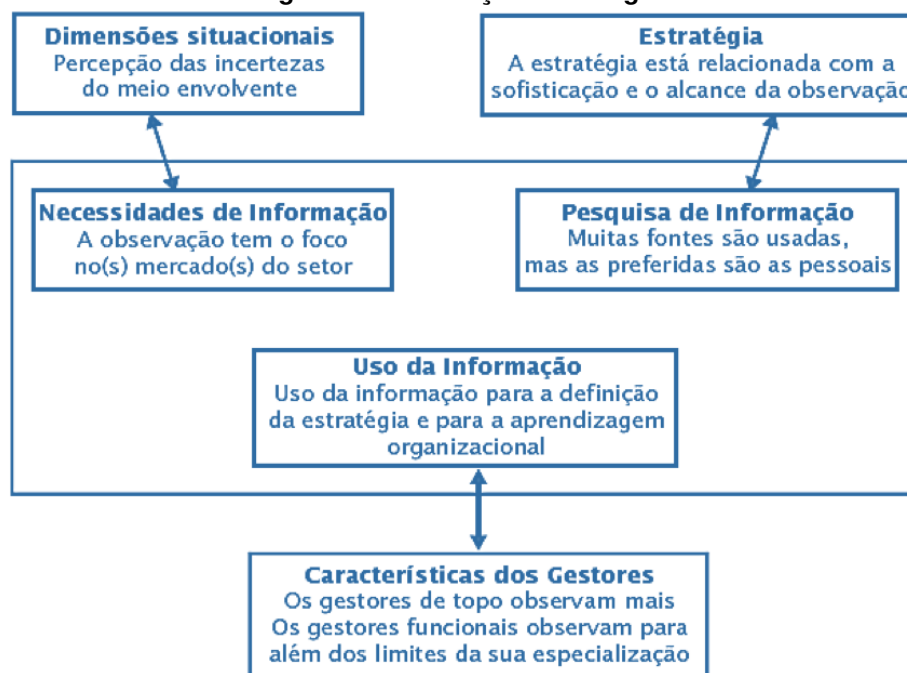 Dimensões situacionais
Percepção das incertezas
do meio envolvente
Estratégia
A estratégia está relacionada com a
sofisticação e o alcance da observação
Necessidades de Informação
A observação tem o foco
no(s) mercado(s) do setor
Pesquisa de Informação
Muitas fontes são usadas,
mas as preferidas são as pessoais
Uso da Informação
Uso da informação para a definição
da estratégia e para a aprendizagem
organizacional
Características dos Gestores
Os gestores de topo observam mais
Os gestores funcionais observam para
além dos limites da sua especialização